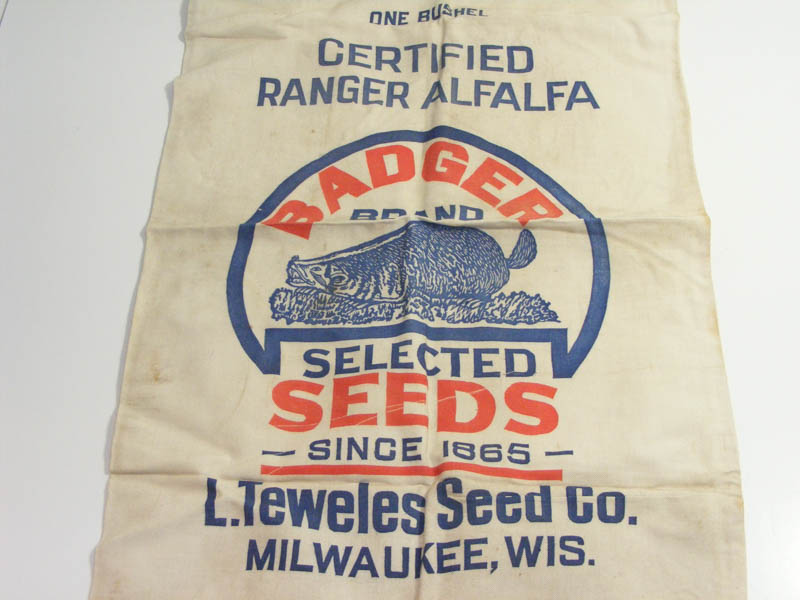 ONE BUSHEL
CERTIFIED
RANGER ALFALFA
BADGER
BRAND
SELECTED
SEEDS
— SINCE 1865 —
L. Teweles Seed Co.
MILWAUKEE, WIS.